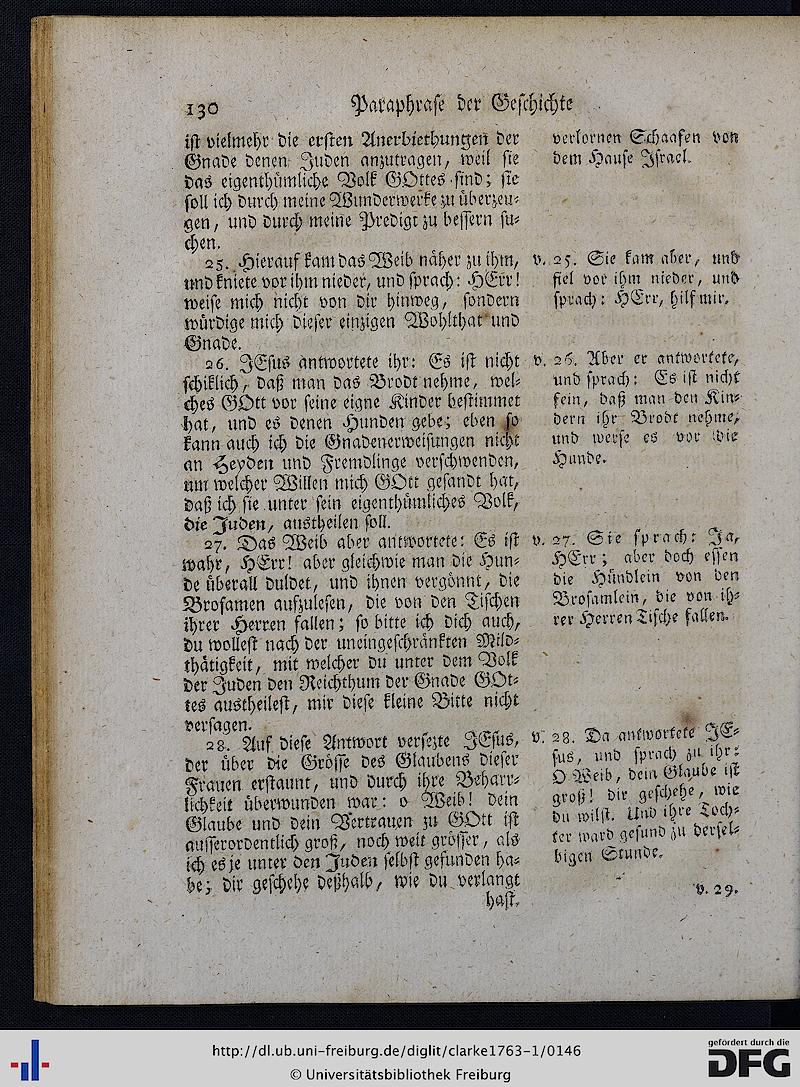 130
Paraphrase der Geschichte
ist vielmehr die ersten Anerbiethungen der
Gnade denen Juden anzutragen, weil sie
das eigenthümliche Volk GOttes sind; sie
soll ich durch meine Wunderwerke zu überzeu-
gen, und durch meine Predigt zu bessern su-
chen.
25. Hierauf kam das Weib näher zu ihm,
und kniete vor ihm nieder, und sprach: HErr!
weise mich nicht von dir hinweg, sondern
würdige mich dieser einzigen Wohlthat und
Gnade.
26. JEsus antwortete ihr: Es ist nicht
schiklich, daß man das Brodt nehme, wel-
ches GOtt vor seine eigne Kinder bestimmet
hat, und es denen Hunden gebe; eben so
kann auch ich die Gnadenerweisungen nicht
an Heyden und Fremdlinge verschwenden,
um welcher Willen mich GOtt gesandt hat,
daß ich sie unter sein eigenthümliches Volk,
die Juden, austheilen soll.
27. Das Weib aber antwortete: Es ist
wahr, HErr! aber gleichwie man die Hun-
de überall duldet, und ihnen vergönnt, die
Brosamen aufzulesen, die von den Tischen
ihrer Herren fallen; so bitte ich dich auch,
du wollest nach der uneingeschränkten Mild-
thätigkeit, mit welcher du unter dem Volk
der Juden den Reichthum der Gnade GOt-
tes austheilest, mir diese kleine Bitte nicht
versagen.
28. Auf diese Antwort versezte JEsus,
der über die Grösse des Glaubens dieser
Frauen erstaunt, und durch ihre Beharr-
lichkeit überwunden war: o Weib! dein
Glaube und dein Vertrauen zu GOtt ist
ausserordentlich groß, noch weit grösser, als
ich es je unter den Juden selbst gefunden ha-
be; dir geschehe deßhalb, wie du verlangt
hast.
verlornen Schaafen von
dem Hause Israel.
v. 25. Sie kam aber, und
fiel vor ihm nieder, und
sprach: HErr, hilf mir.
v. 26. Aber er antwortete,
und sprach: Es ist nicht
fein, daß man den Kin-
dern ihr Brodt nehme,
und werfe es vor die
Hunde.
v. 27. Sie sprach: Ja,
HErr; aber doch essen
die Hündlein von den
Brosamlein, die von ih-
rer Herren Tische fallen.
v. 28. Da antwortete JE-
sus, und sprach zu ihr:
O Weib, dein Glaube ist
groß! dir geschehe, wie
du wilst. Und ihre Toch-
ter ward gesund zu dersel-
bigen Stunde.
v. 29.
http://dl.ub.uni-freiburg.de/diglit/clarke1763-1/0146
© Universitätsbibliothek Freiburg
gefördert durch die
DFG